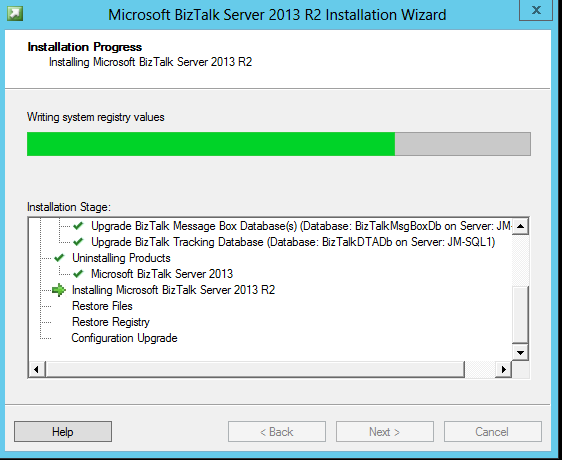 Microsoft BizTalk Server 2013 R2 Installation Wizard
Installation Progress
Installing Microsoft BizTalk Server 2013 R2
Writing system registry values
Installation Stage:
Upgrade BizTalk Message Box Database(s) (Database: BizTalkMsgBoxDb on Server: JM-
Upgrade BizTalk Tracking Database (Database: BizTalkDTADb on Server: JM-SQL1)
Uninstalling Products
Microsoft BizTalk Server 2013
Installing Microsoft BizTalk Server 2013 R2
Restore Files
Restore Registry
Configuration Upgrade
Help
< Back
Next >
Cancel